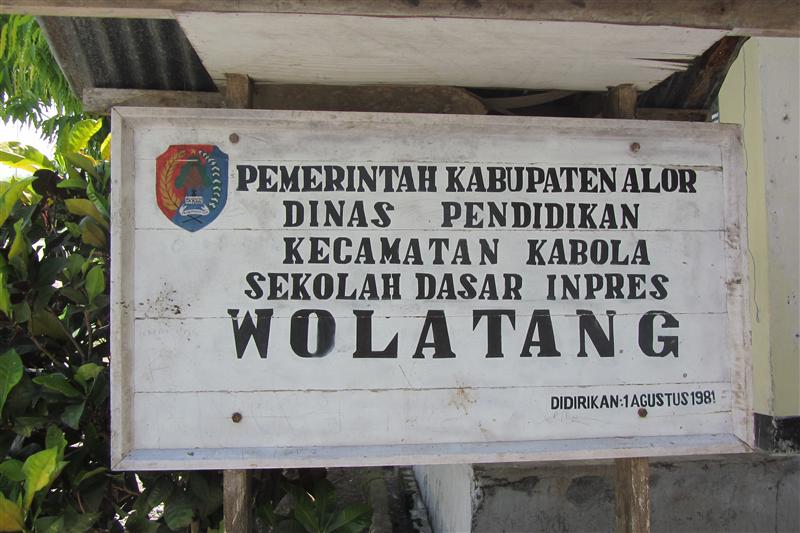 PEMERINTAH KABUPATEN ALOR
DINAS PENDIDIKAN
KECAMATAN KABOLA
SEKOLAH DASAR INPRES
WOLATANG
DIDIRIKAN:1 AGUSTUS 1981